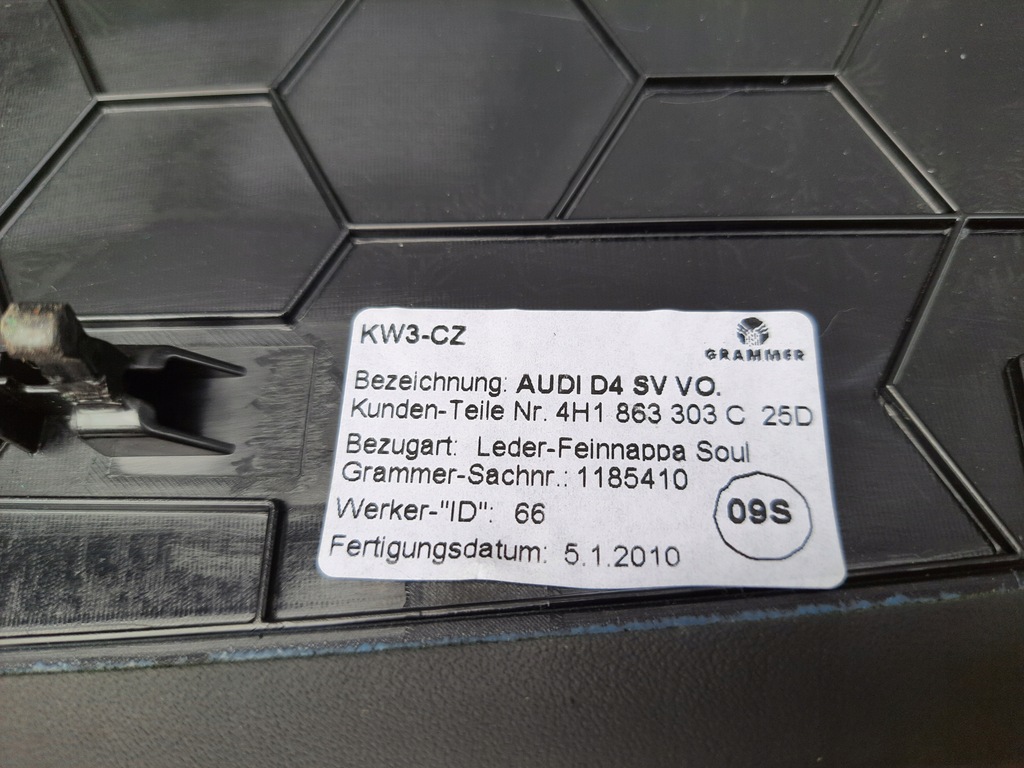 KW3-CZ
GRAMMER
Bezeichnung: AUDI D4 SV VO.
Kunden-Teile Nr. 4H1 863 303 C 25D
Bezugart: Leder-Feinnappa Soul
Grammer-Sachnr.: 1185410
Werker-"ID": 66
09S
Fertigungsdatum: 5.1.2010